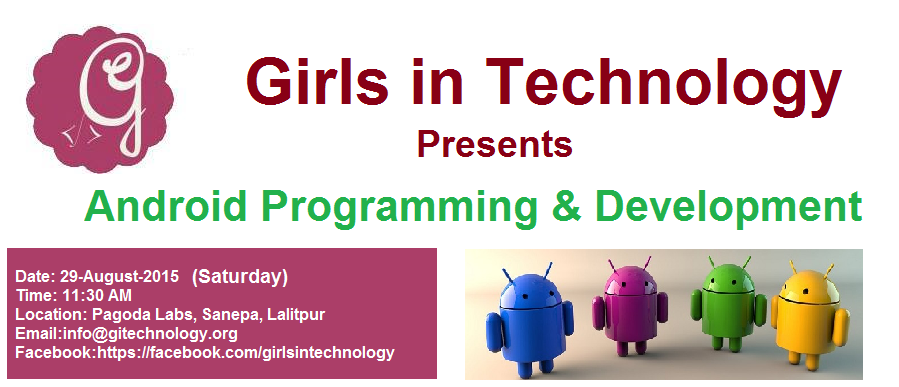 G
</>
Girls in Technology
Presents
Android Programming & Development
Date: 29-August-2015 (Saturday)
Time: 11:30 AM
Location: Pagoda Labs, Sanepa, Lalitpur
Email:info@gitechnology.org
Facebook:https://facebook.com/girlsintechnology